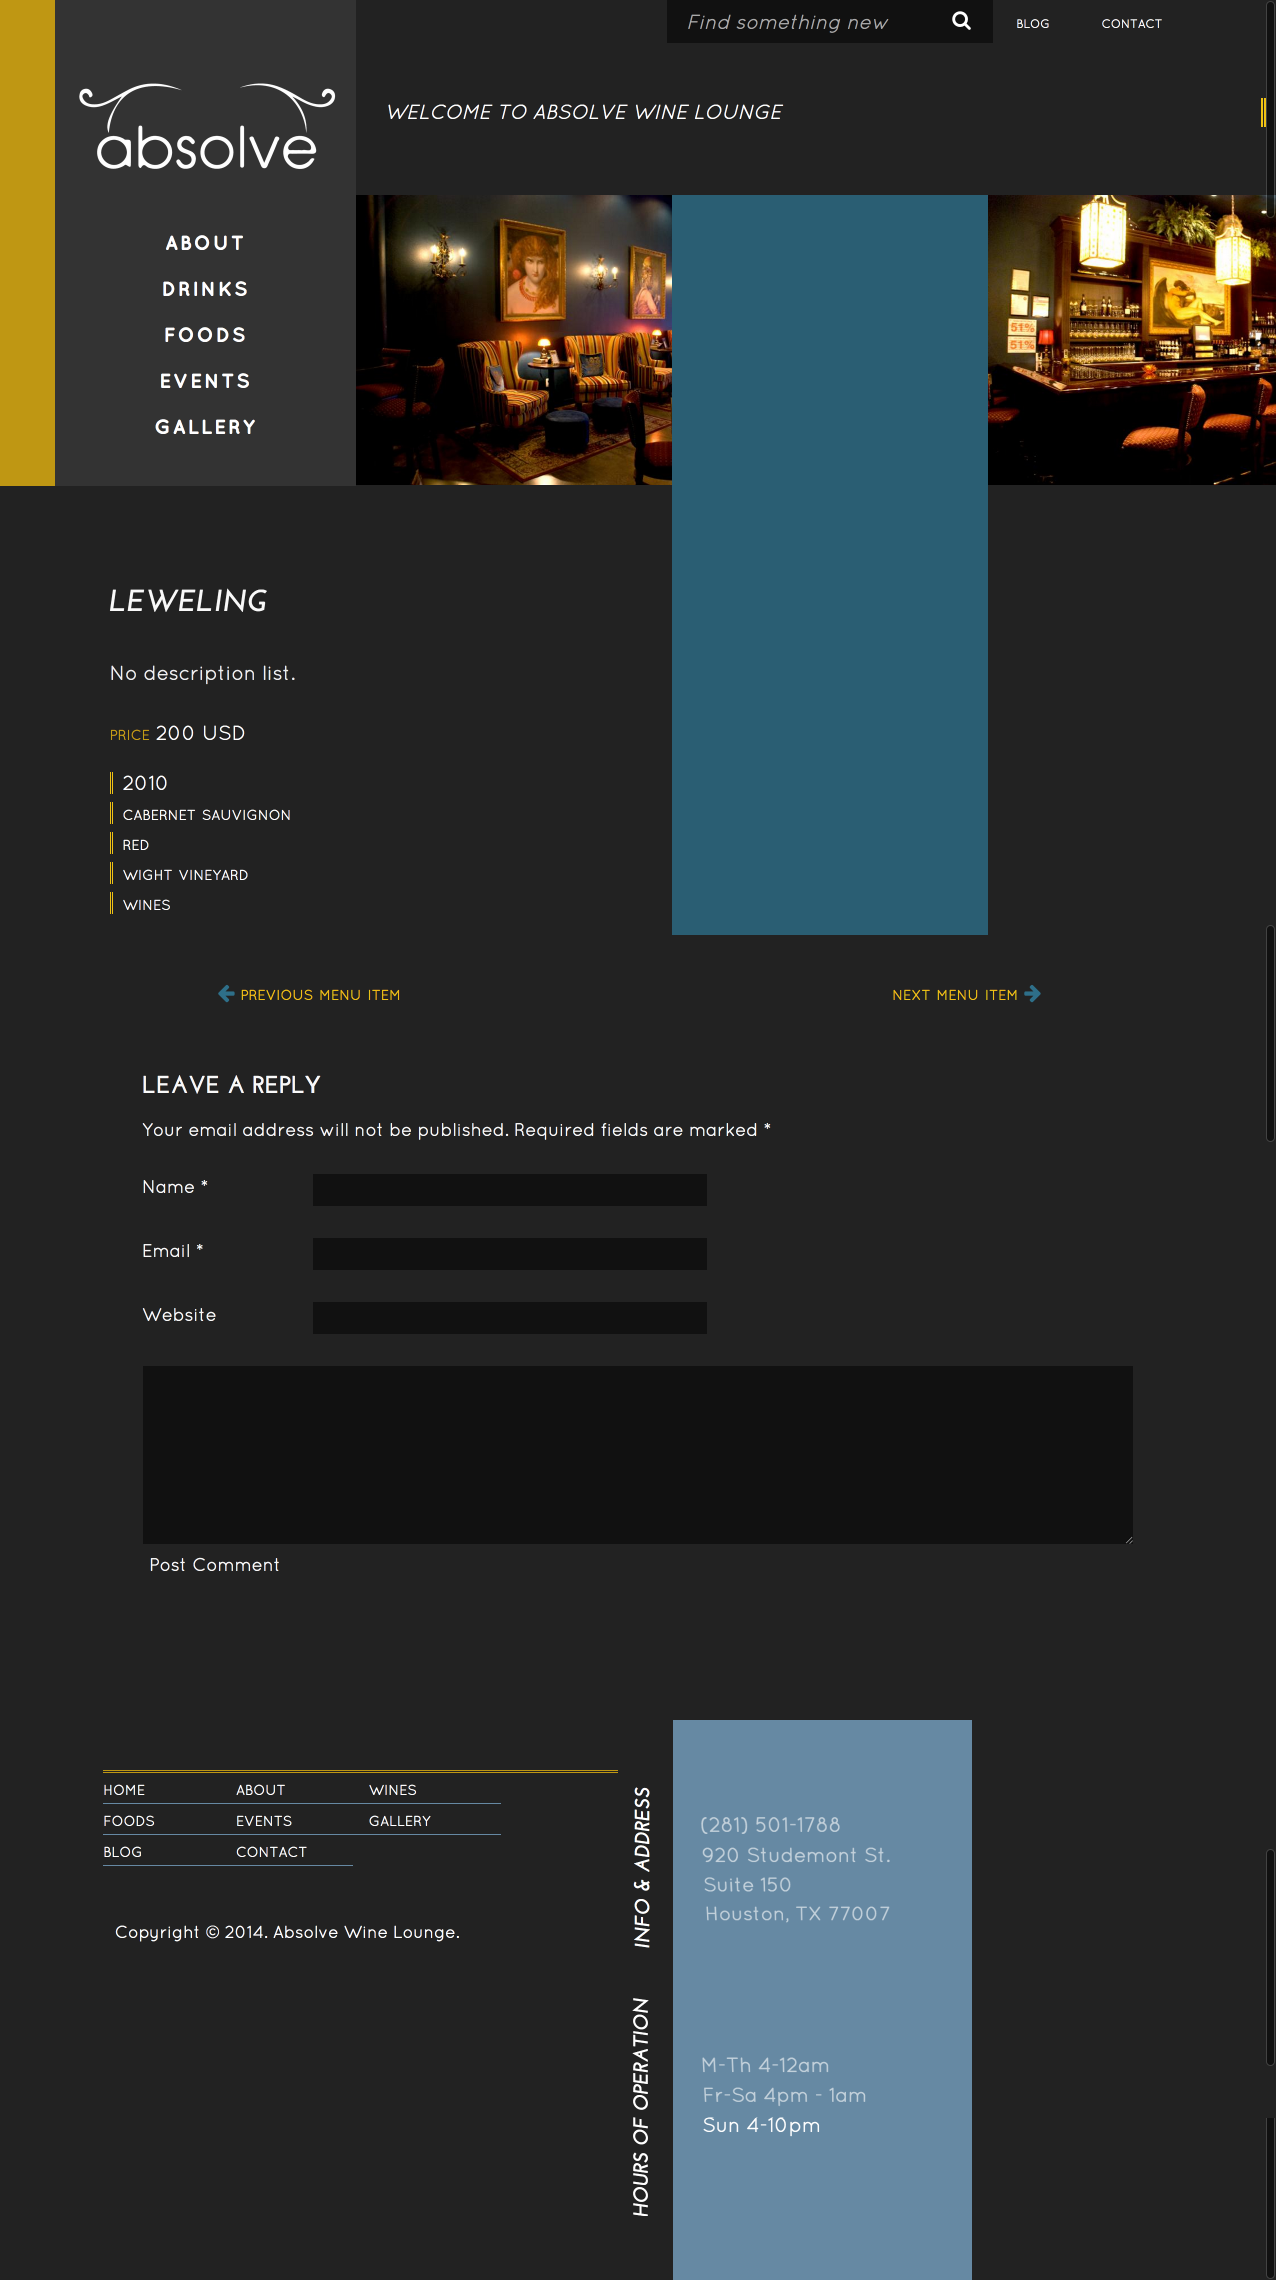 Find something new
BLOG
CONTACT
absolve
WELCOME TO ABSOLVE WINE LOUNGE
ABOUT
DRINKS
FOODS
EVENTS
GALLERY
51%
51%
LEWELING
No description list.
PRICE 200 USD
2010
CABERNET SAUVIGNON
RED
WIGHT VINEYARD
WINES
PREVIOUS MENU ITEM
NEXT MENU ITEM
LEAVE A REPLY
Your email address will not be published. Required fields are marked *
Name *
Email *
Website
Post Comment
HOME ABOUT WINES
FOODS EVENTS GALLERY
BLOG CONTACT
Copyright © 2014. Absolve Wine Lounge.
INFO & ADDRESS
(281) 501-1788
920 Studemont St.
Suite 150
Houston, TX 77007
HOURS OF OPERATION
M-Th 4-12am
Fr-Sa 4pm - 1am
Sun 4-10pm